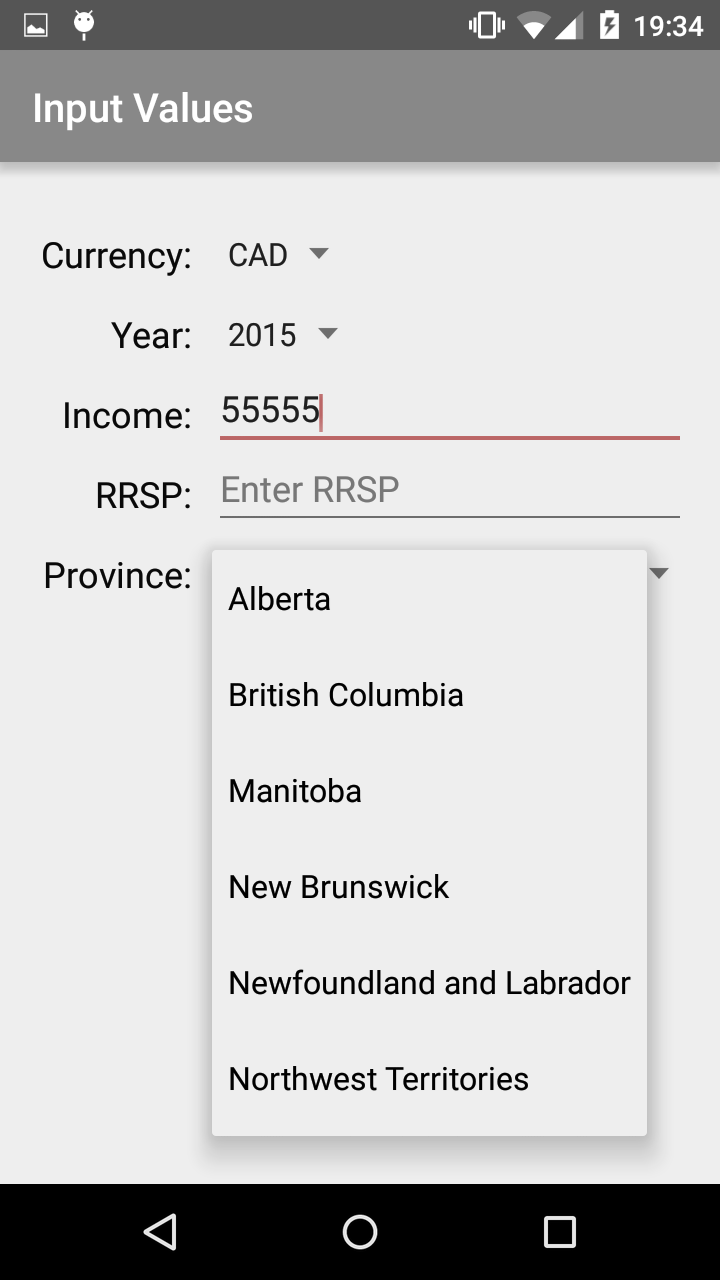 19:34
Input Values
Currency: CAD
Year: 2015
Income: 55555
RRSP: Enter RRSP
Province:
Alberta
British Columbia
Manitoba
New Brunswick
Newfoundland and Labrador
Northwest Territories